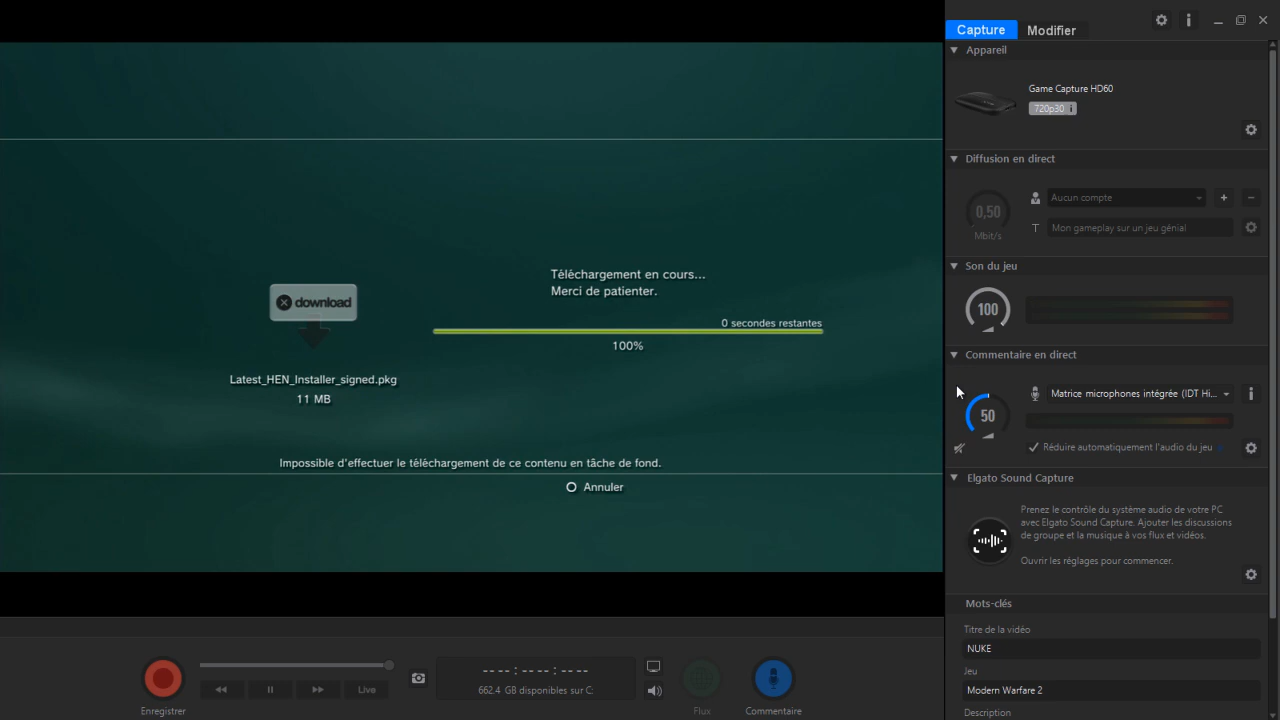 Capture
Modifier
Appareil
Game Capture HD60
720p30 i
Diffusion en direct
0,50
Mbit/s
Aucun compte
T Mon gameplay sur un jeu génial
Son du jeu
100
Commentaire en direct
50
Matrice microphones intégrée (IDT Hi...
Réduire automatiquement l'audio du jeu
Elgato Sound Capture
Prenez le contrôle du système audio de votre PC
avec Elgato Sound Capture. Ajouter les discussions
de groupe et la musique à vos flux et vidéos.
Ouvrir les réglages pour commencer.
Mots-clés
Titre de la vidéo
NUKE
Jeu
Modern Warfare 2
Description
Téléchargement en cours...
Merci de patienter.
download
0 secondes restantes
100%
Latest_HEN_Installer_signed.pkg
11 MB
Impossible d'effectuer le téléchargement de ce contenu en tâche de fond.
Annuler
Enregistrer
Live
-- -- : -- -- : -- --
662.4 GB disponibles sur C:
Flux
Commentaire